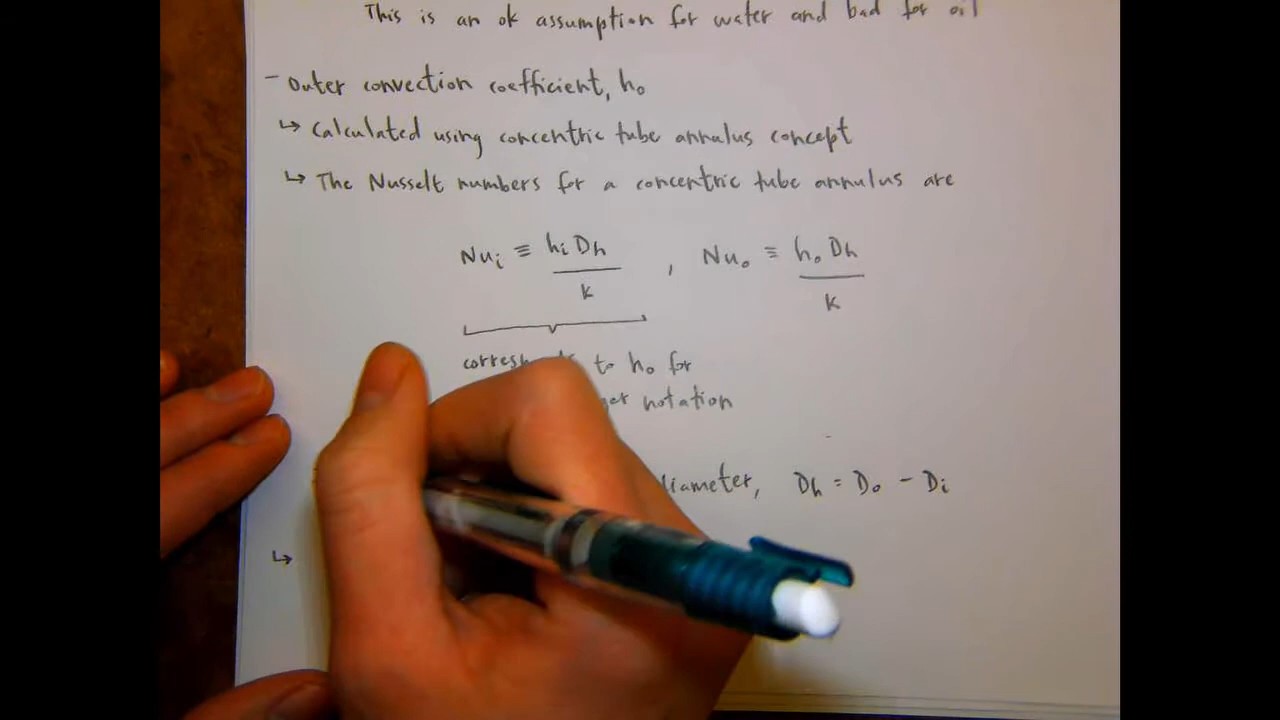 This is an ok assumption for water and bad for oil
- Outer convection coefficient, ho
↳ Calculated using concentric tube annulus concept
↳ The Nusselt numbers for a concentric tube annulus are
Nui ≡ hi Dh / k , Nuo ≡ ho Dh / k
to ho for
notation
diameter, Dh = Do - Di
↳